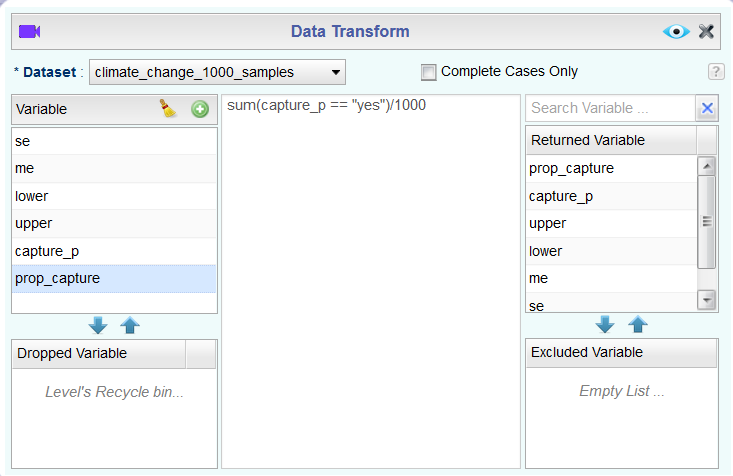 Data Transform
* Dataset : climate_change_1000_samples
Complete Cases Only
?
Variable
se
me
lower
upper
capture_p
prop_capture
Dropped Variable
Level's Recycle bin...
sum(capture_p == "yes")/1000
Search Variable ...
Returned Variable
prop_capture
capture_p
upper
lower
me
se
Excluded Variable
Empty List ...